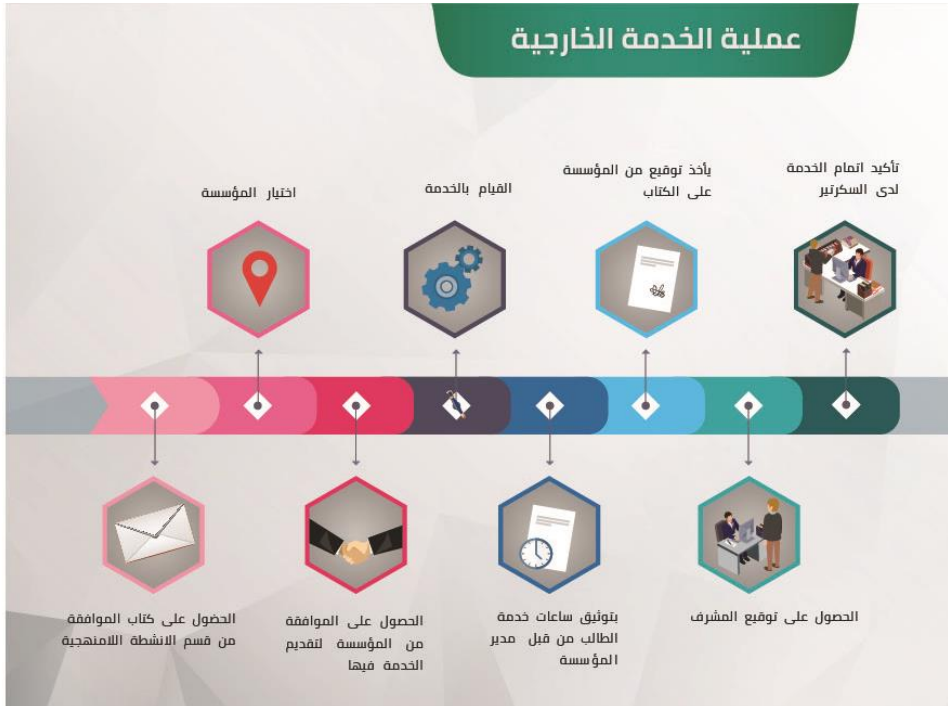 عملية الخدمة الخارجية
الحضول على كتاب الموافقة
من قسم الانشطة اللامنهجية
اختيار المؤسسة
الحصول على الموافقة
من المؤسسة لتقديم
الخدمة فيها
القيام بالخدمة
بتوثيق ساعات خدمة
الطالب من قبل مدير
المؤسسة
يأخذ توقيع من المؤسسة
على الكتاب
الحصول على توقيع المشرف
تأكيد اتمام الخدمة
لدى السكرتير